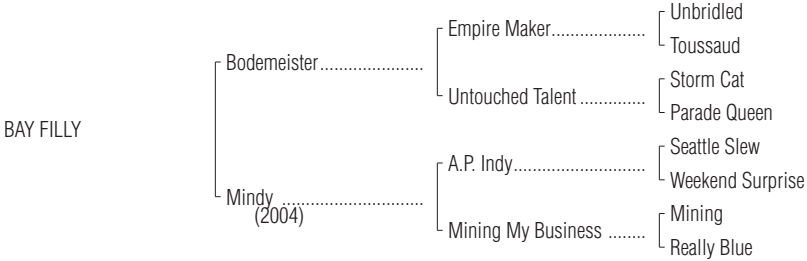 Unbridled
Empire Maker....................
Toussaud
Bodemeister......................
Storm Cat
Untouched Talent ..............
Parade Queen
BAY FILLY
Seattle Slew
A.P. Indy............................
Weekend Surprise
Mindy ..............................
(2004)
Mining
Mining My Business ........
Really Blue